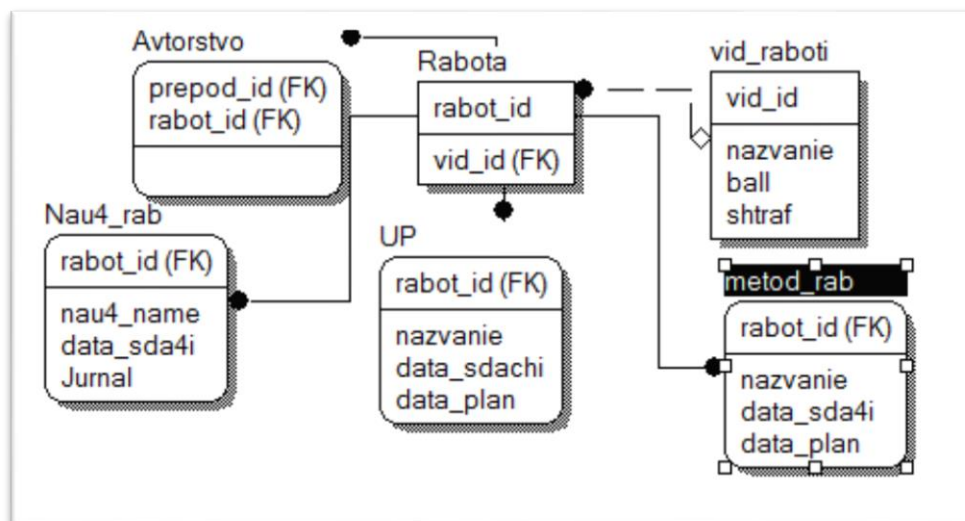 Avtorstvo
prepod_id (FK)
rabot_id (FK)
Rabota
rabot_id
vid_id (FK)
vid_raboti
vid_id
nazvanie
ball
shtraf
Nau4_rab
rabot_id (FK)
nau4_name
data_sda4i
Jurnal
UP
rabot_id (FK)
nazvanie
data_sdachi
data_plan
metod_rab
rabot_id (FK)
nazvanie
data_sda4i
data_plan